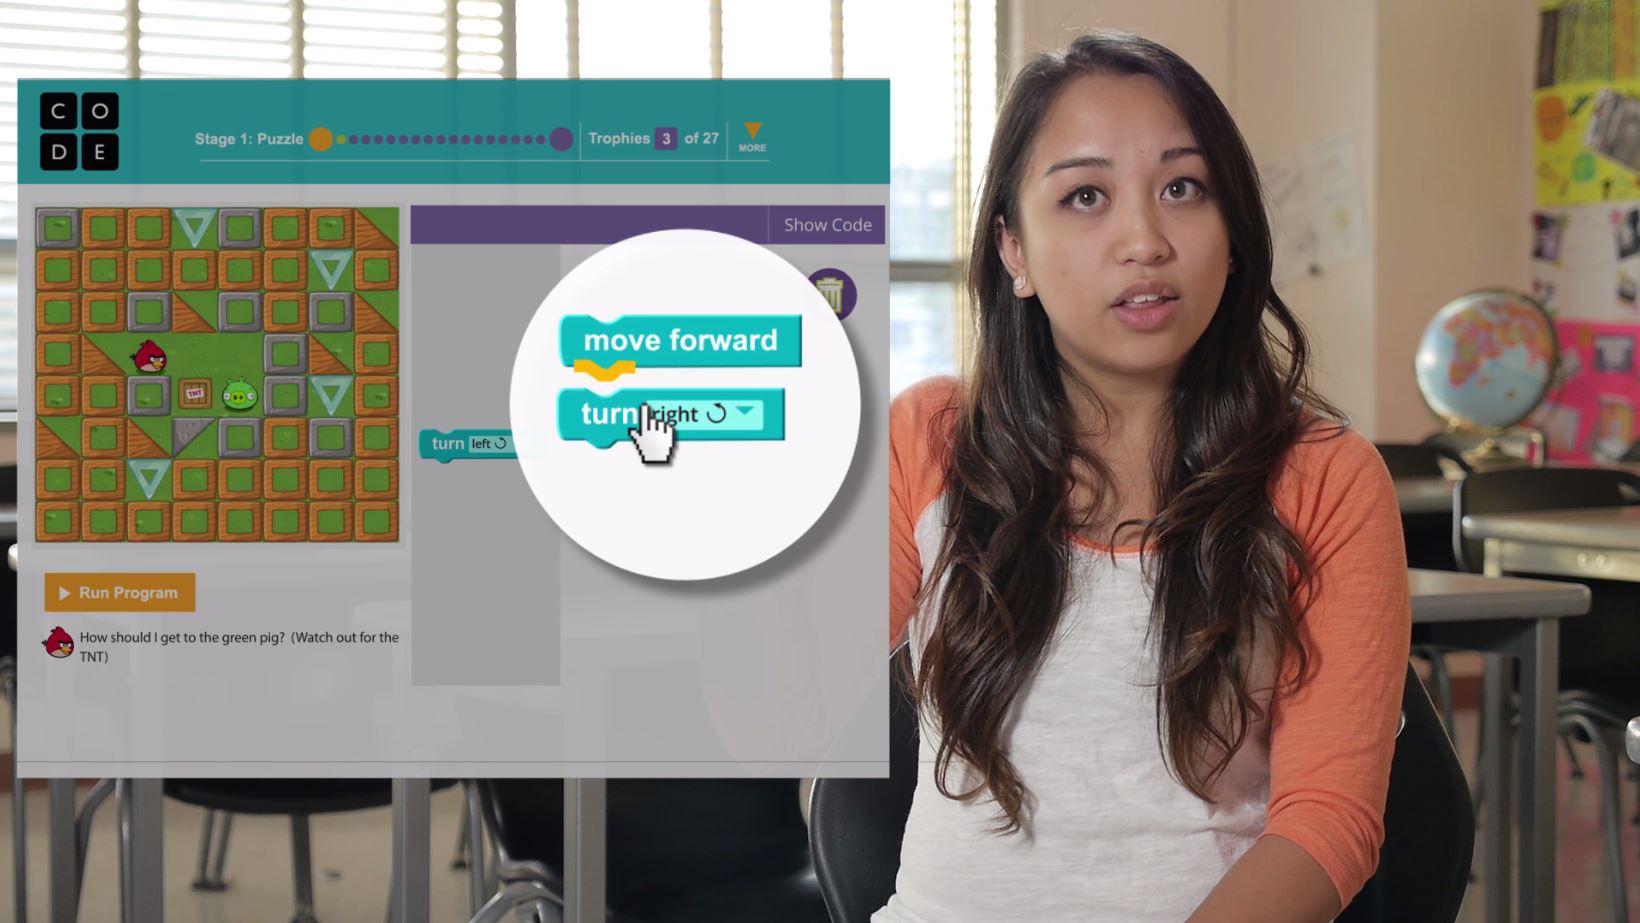 C O
D E
Stage 1: Puzzle
Trophies 3 of 27
MORE
Show Code
move forward
turn right
turn left
TNT
Run Program
How should I get to the green pig? (Watch out for the
TNT)